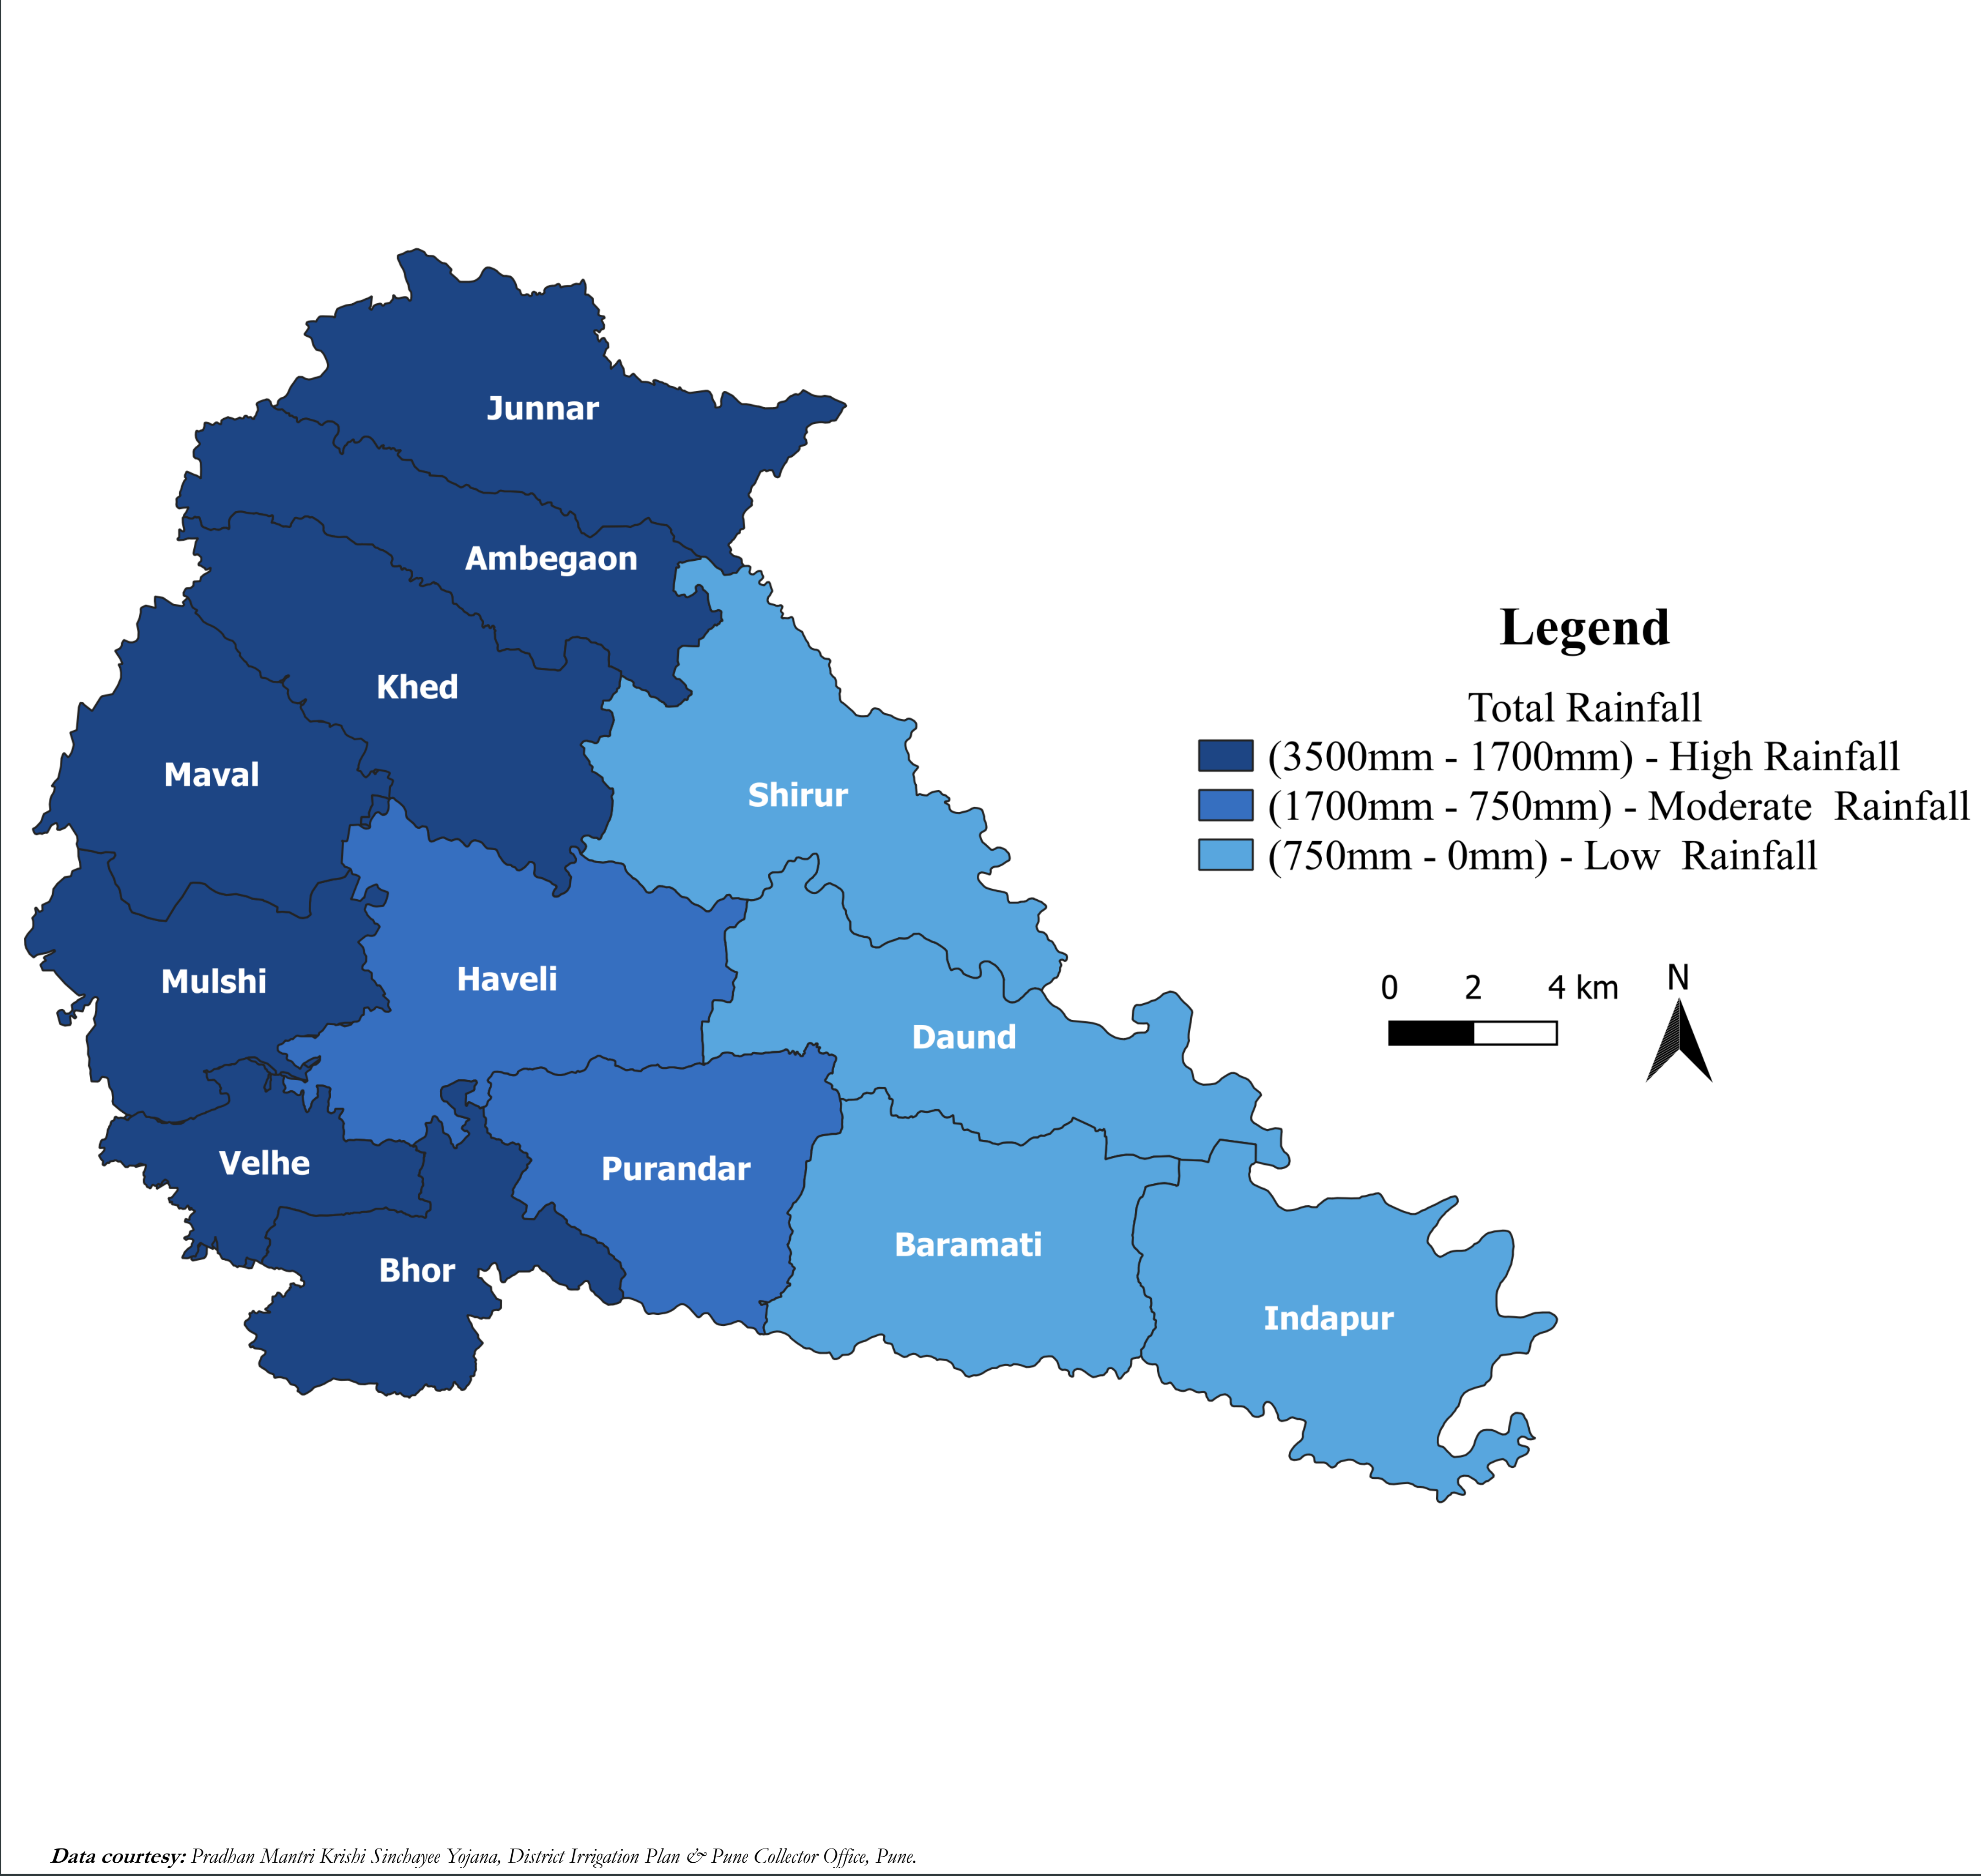 Junnar
Ambegaon
Khed
Maval
Shirur
Mulshi
Haveli
Daund
Velhe
Purandar
Baramati
Bhor
Indapur
Legend
Total Rainfall
(3500mm - 1700mm) - High Rainfall
(1700mm - 750mm) - Moderate Rainfall
(750mm - 0mm) - Low Rainfall
0 2 4 km
N
Data courtesy: Pradhan Mantri Krishi Sinchayee Yojana, District Irrigation Plan & Pune Collector Office, Pune.